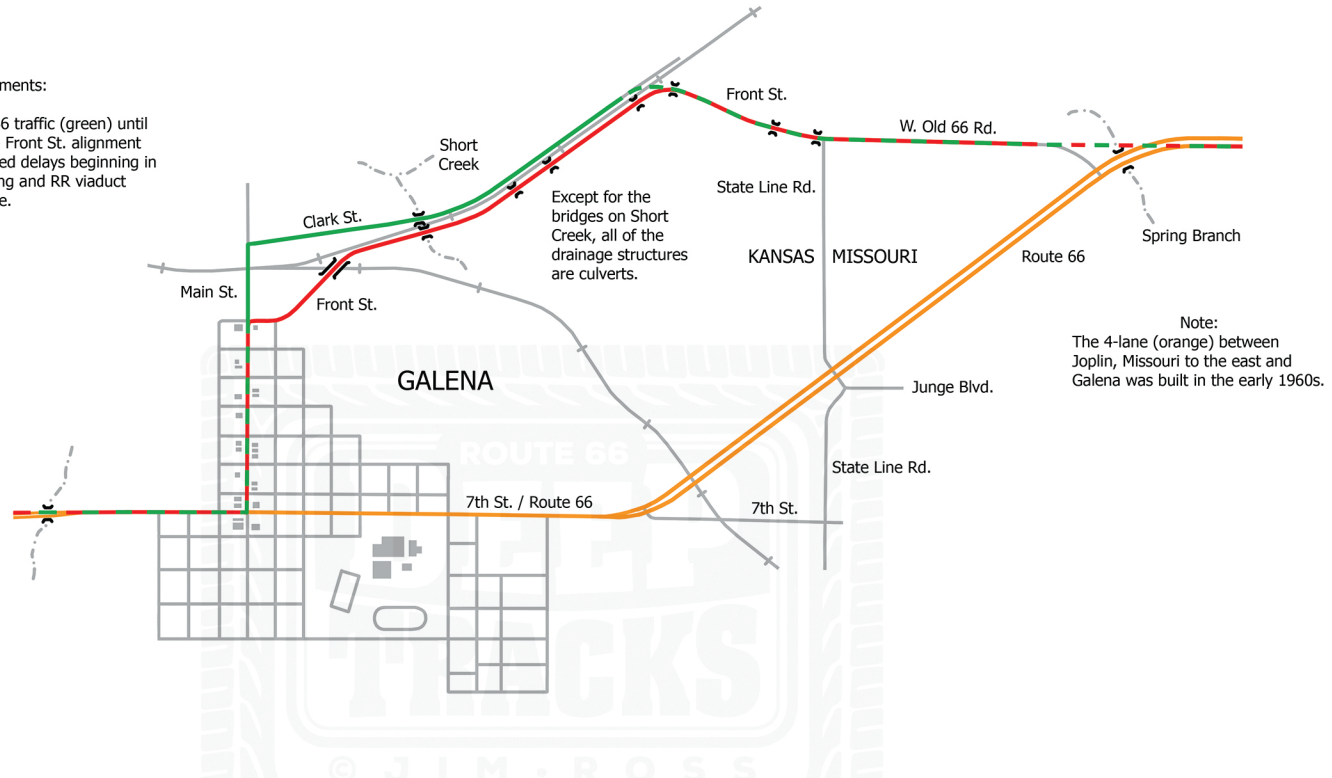 ments:
6 traffic (green) until
Front St. alignment
ed delays beginning in
ng and RR viaduct
e.
Short
Creek
Front St.
W. Old 66 Rd.
State Line Rd.
Clark St.
Except for the
bridges on Short
Creek, all of the
drainage structures
are culverts.
Spring Branch
KANSAS
MISSOURI
Route 66
Main St.
Front St.
Note:
The 4-lane (orange) between
Joplin, Missouri to the east and
Galena was built in the early 1960s.
GALENA
Junge Blvd.
ROUTE 66
State Line Rd.
7th St. / Route 66
7th St.
DEEP
TRACKS
© JIM • ROSS